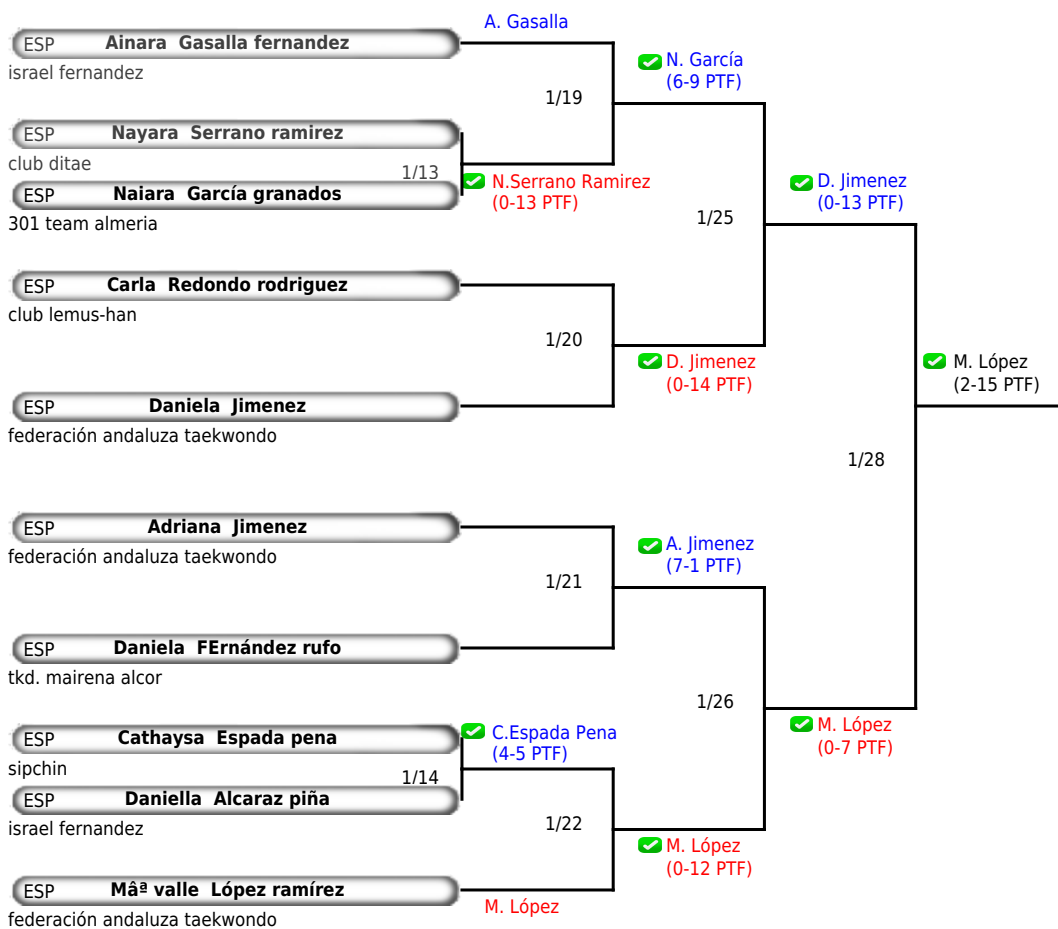 A. Gasalla
ESP Ainara Gasalla fernandez
israel fernandez
N. García
(6-9 PTF)
1/19
ESP Nayara Serrano ramirez
club ditae
1/13
N.Serrano Ramirez
(0-13 PTF)
ESP Naiara García granados
301 team almeria
D. Jimenez
(0-13 PTF)
1/25
ESP Carla Redondo rodriguez
club lemus-han
1/20
D. Jimenez
(0-14 PTF)
M. López
(2-15 PTF)
ESP Daniela Jimenez
federación andaluza taekwondo
1/28
ESP Adriana Jimenez
federación andaluza taekwondo
A. Jimenez
(7-1 PTF)
1/21
ESP Daniela FErnández rufo
tkd. mairena alcor
1/26
ESP Cathaysa Espada pena
sipchin
C.Espada Pena
(4-5 PTF)
M. López
(0-7 PTF)
1/14
ESP Daniella Alcaraz piña
israel fernandez
1/22
M. López
(0-12 PTF)
ESP Mâª valle López ramírez
federación andaluza taekwondo
M. López